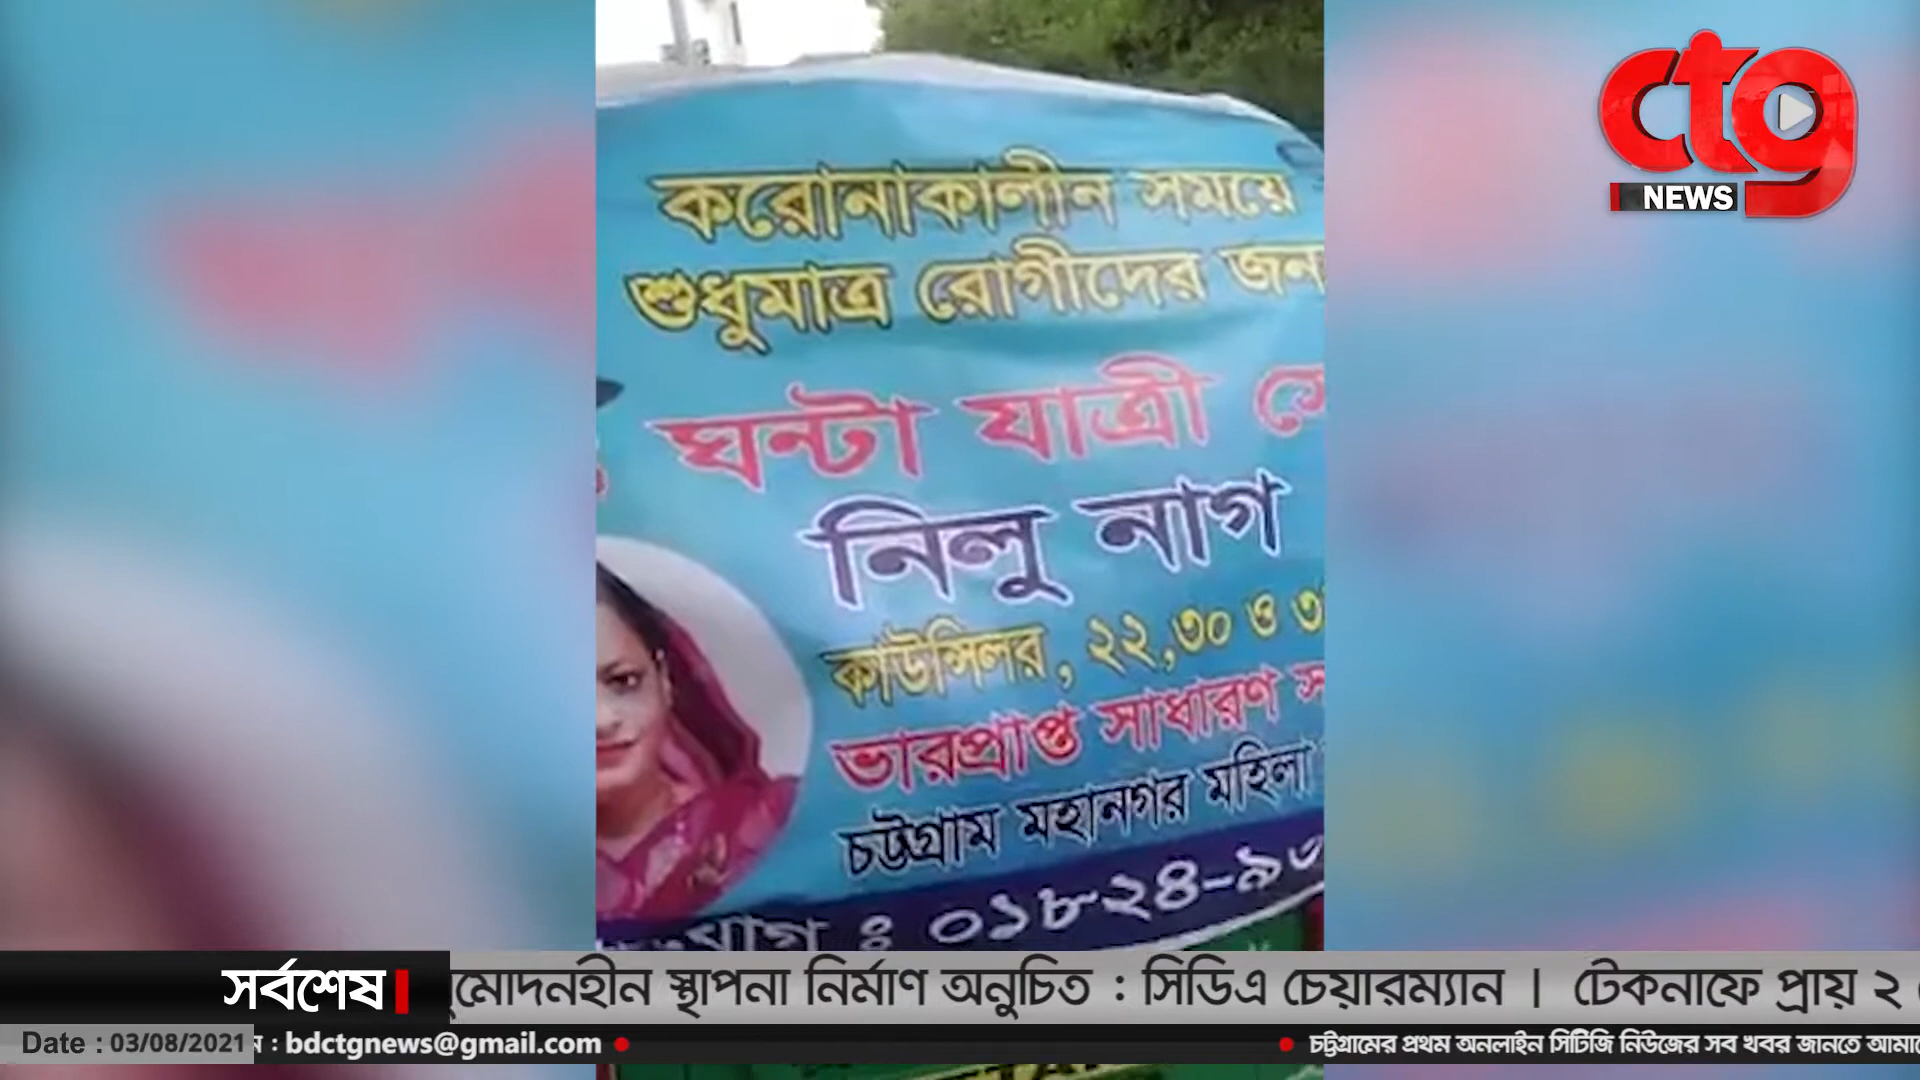 ctg
NEWS
করোনাকালীন সময়ে
শুধুমাত্র রোগীদের জন্য
ঘন্টা যাত্রী সে
নিলু নাগ
কাউন্সিলর, ২২,৩০ ও ৩
ভারপ্রাপ্ত সাধারণ স
চট্টগ্রাম মহানগর মহিলা
যোগ : ০১৮২৪-৯
সর্বশেষ
মোদনহীন স্থাপনা নির্মাণ অনুচিত : সিডিএ চেয়ারম্যান | টেকনাফে প্রায় ২
Date : 03/08/2021
: bdctgnews@gmail.com • • চট্টগ্রামের প্রথম অনলাইন সিটিজি নিউজের সব খবর জানতে আমা